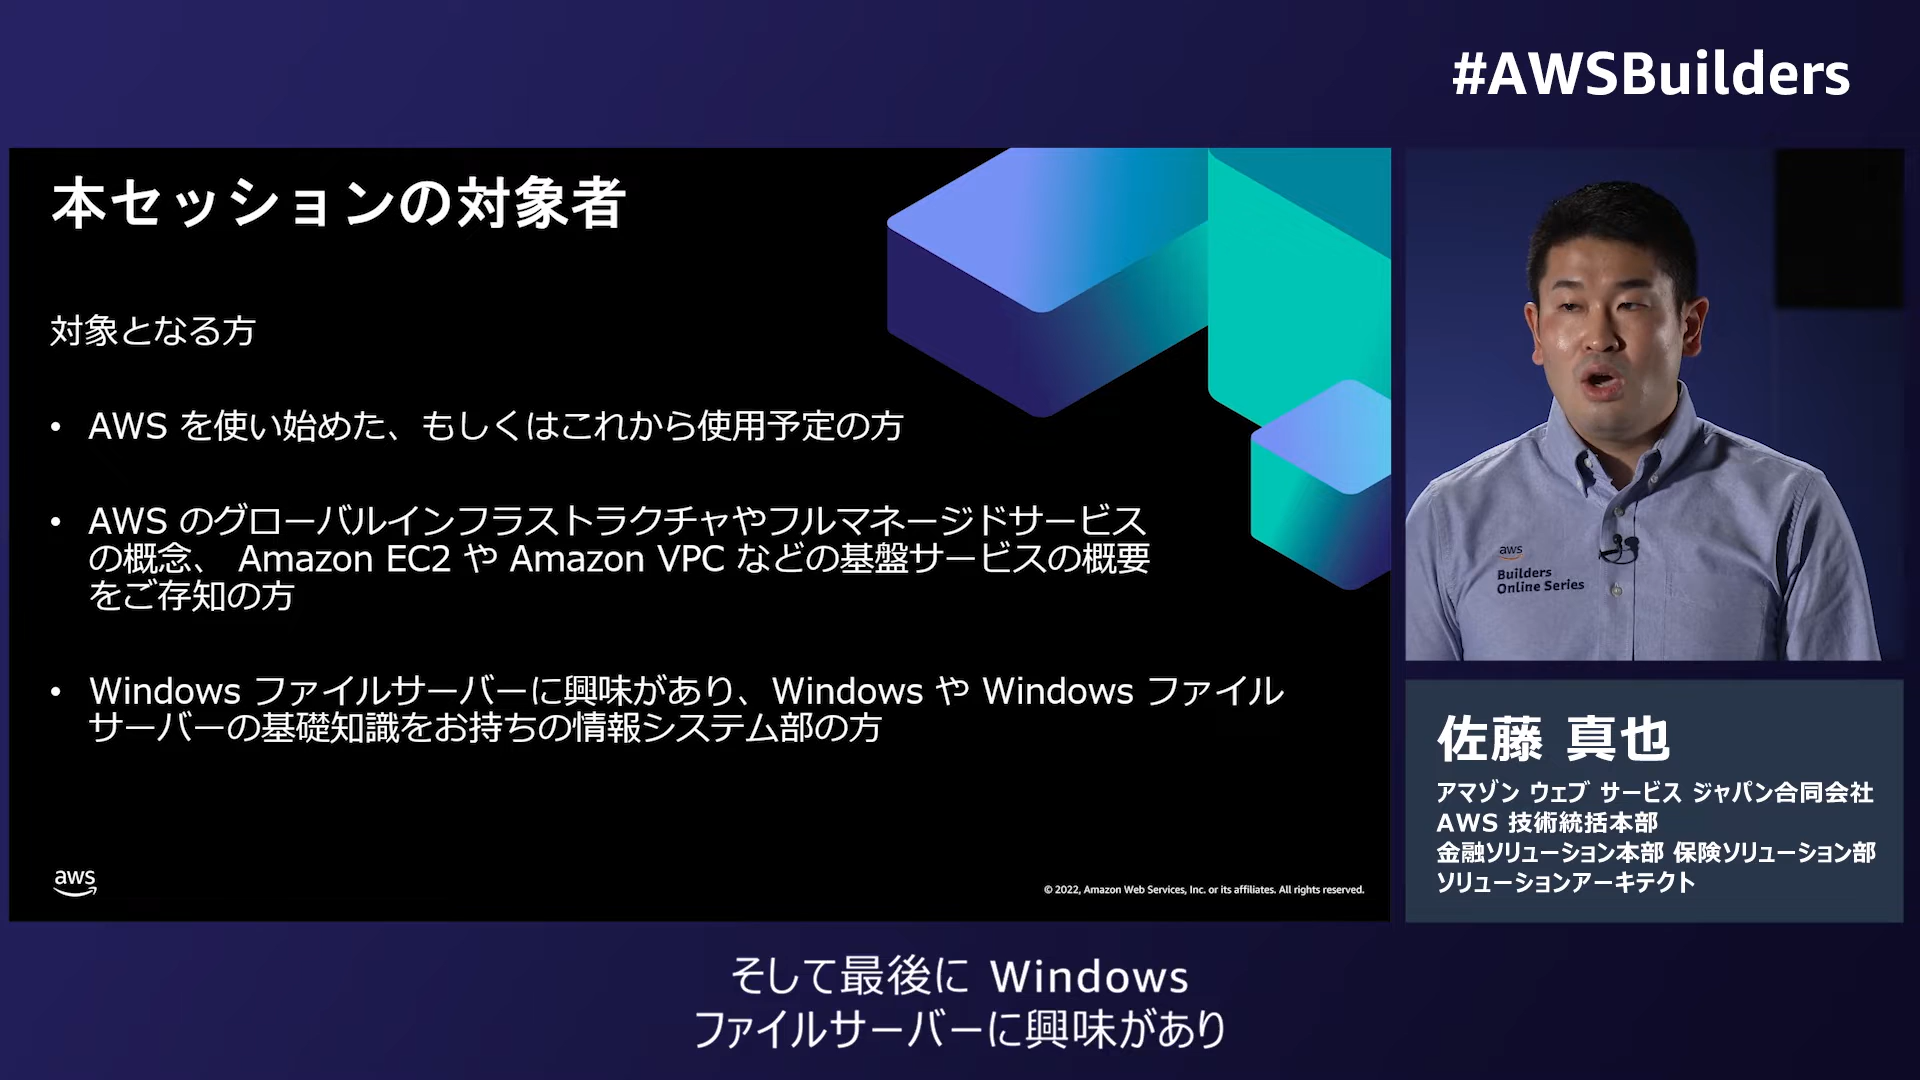 #AWSBuilders
本セッションの対象者
対象となる方
• AWS を使い始めた、もしくはこれから使用予定の方
• AWS のグローバルインフラストラクチャやフルマネージドサービス
の概念、 Amazon EC2 や Amazon VPC などの基盤サービスの概要
をご存知の方
• Windows ファイルサーバーに興味があり、Windows や Windows ファイル
サーバーの基礎知識をお持ちの情報システム部の方
aws
© 2022, Amazon Web Services, Inc. or its affiliates. All rights reserved.
aws
Builders
Online Series
佐藤 真也
アマゾン ウェブ サービス ジャパン合同会社
AWS 技術統括本部
金融ソリューション本部 保険ソリューション部
ソリューションアーキテクト
そして最後に Windows
ファイルサーバーに興味があり